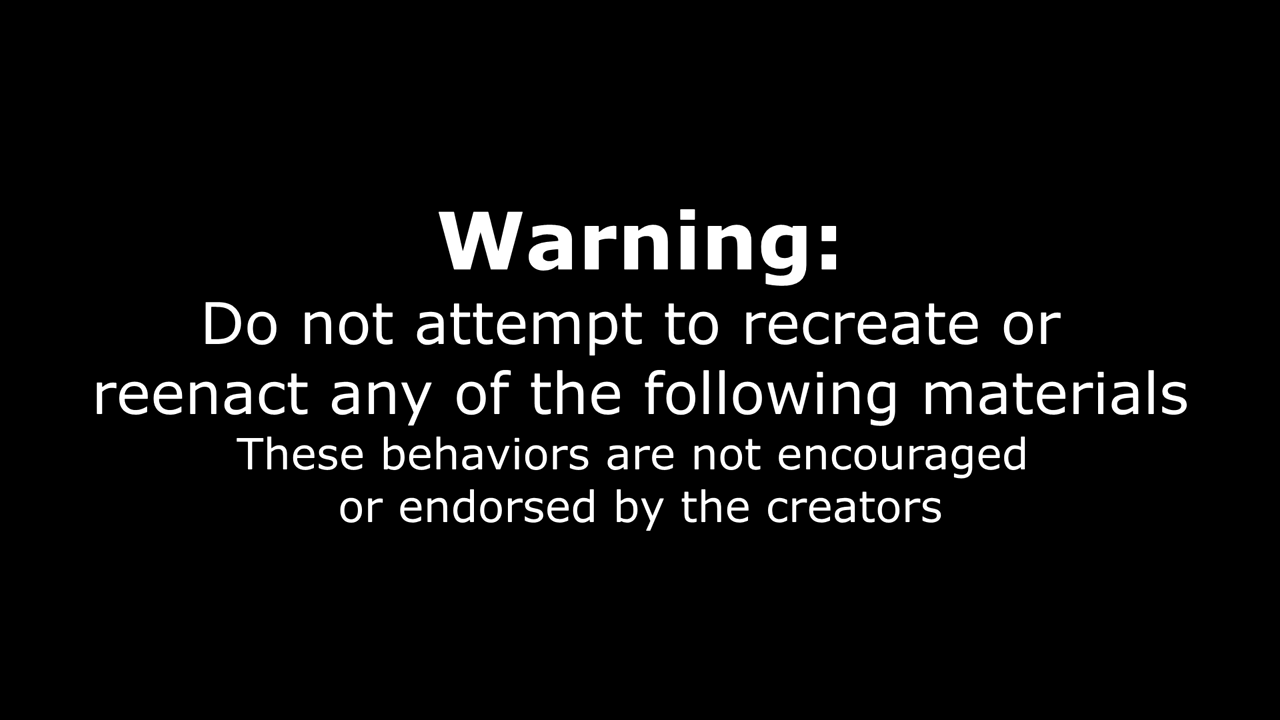 Warning:
Do not attempt to recreate or
reenact any of the following materials
These behaviors are not encouraged
or endorsed by the creators